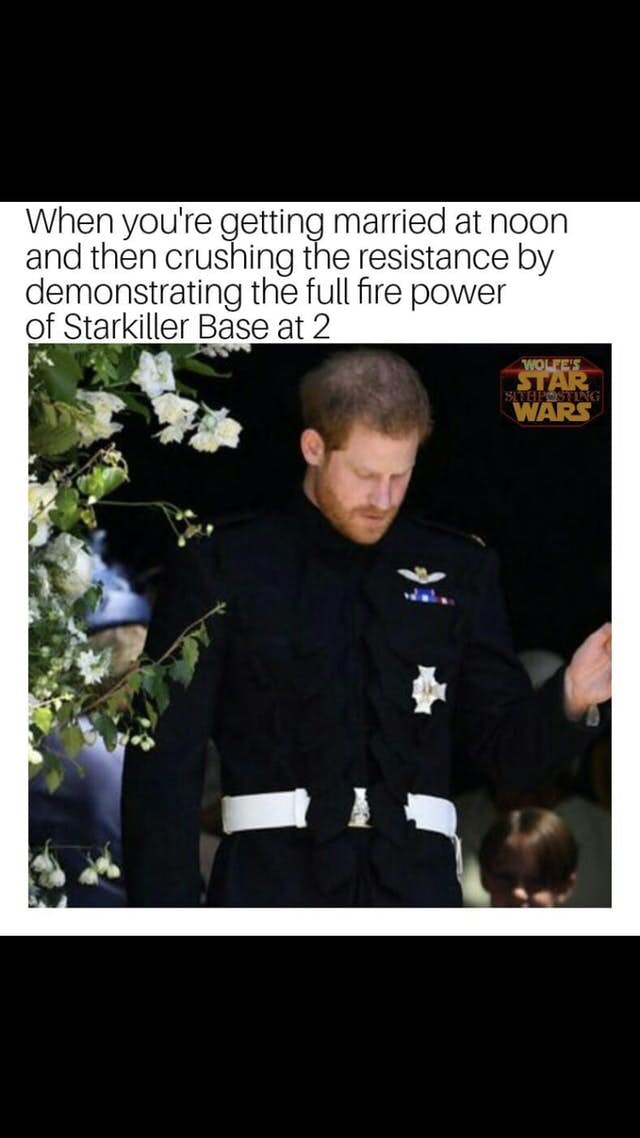 When you're getting married at noon
and then crushing the resistance by
demonstrating the full fire power
of Starkiller Base at 2
WOLFE'S
STAR
SITHPOSTING
WARS